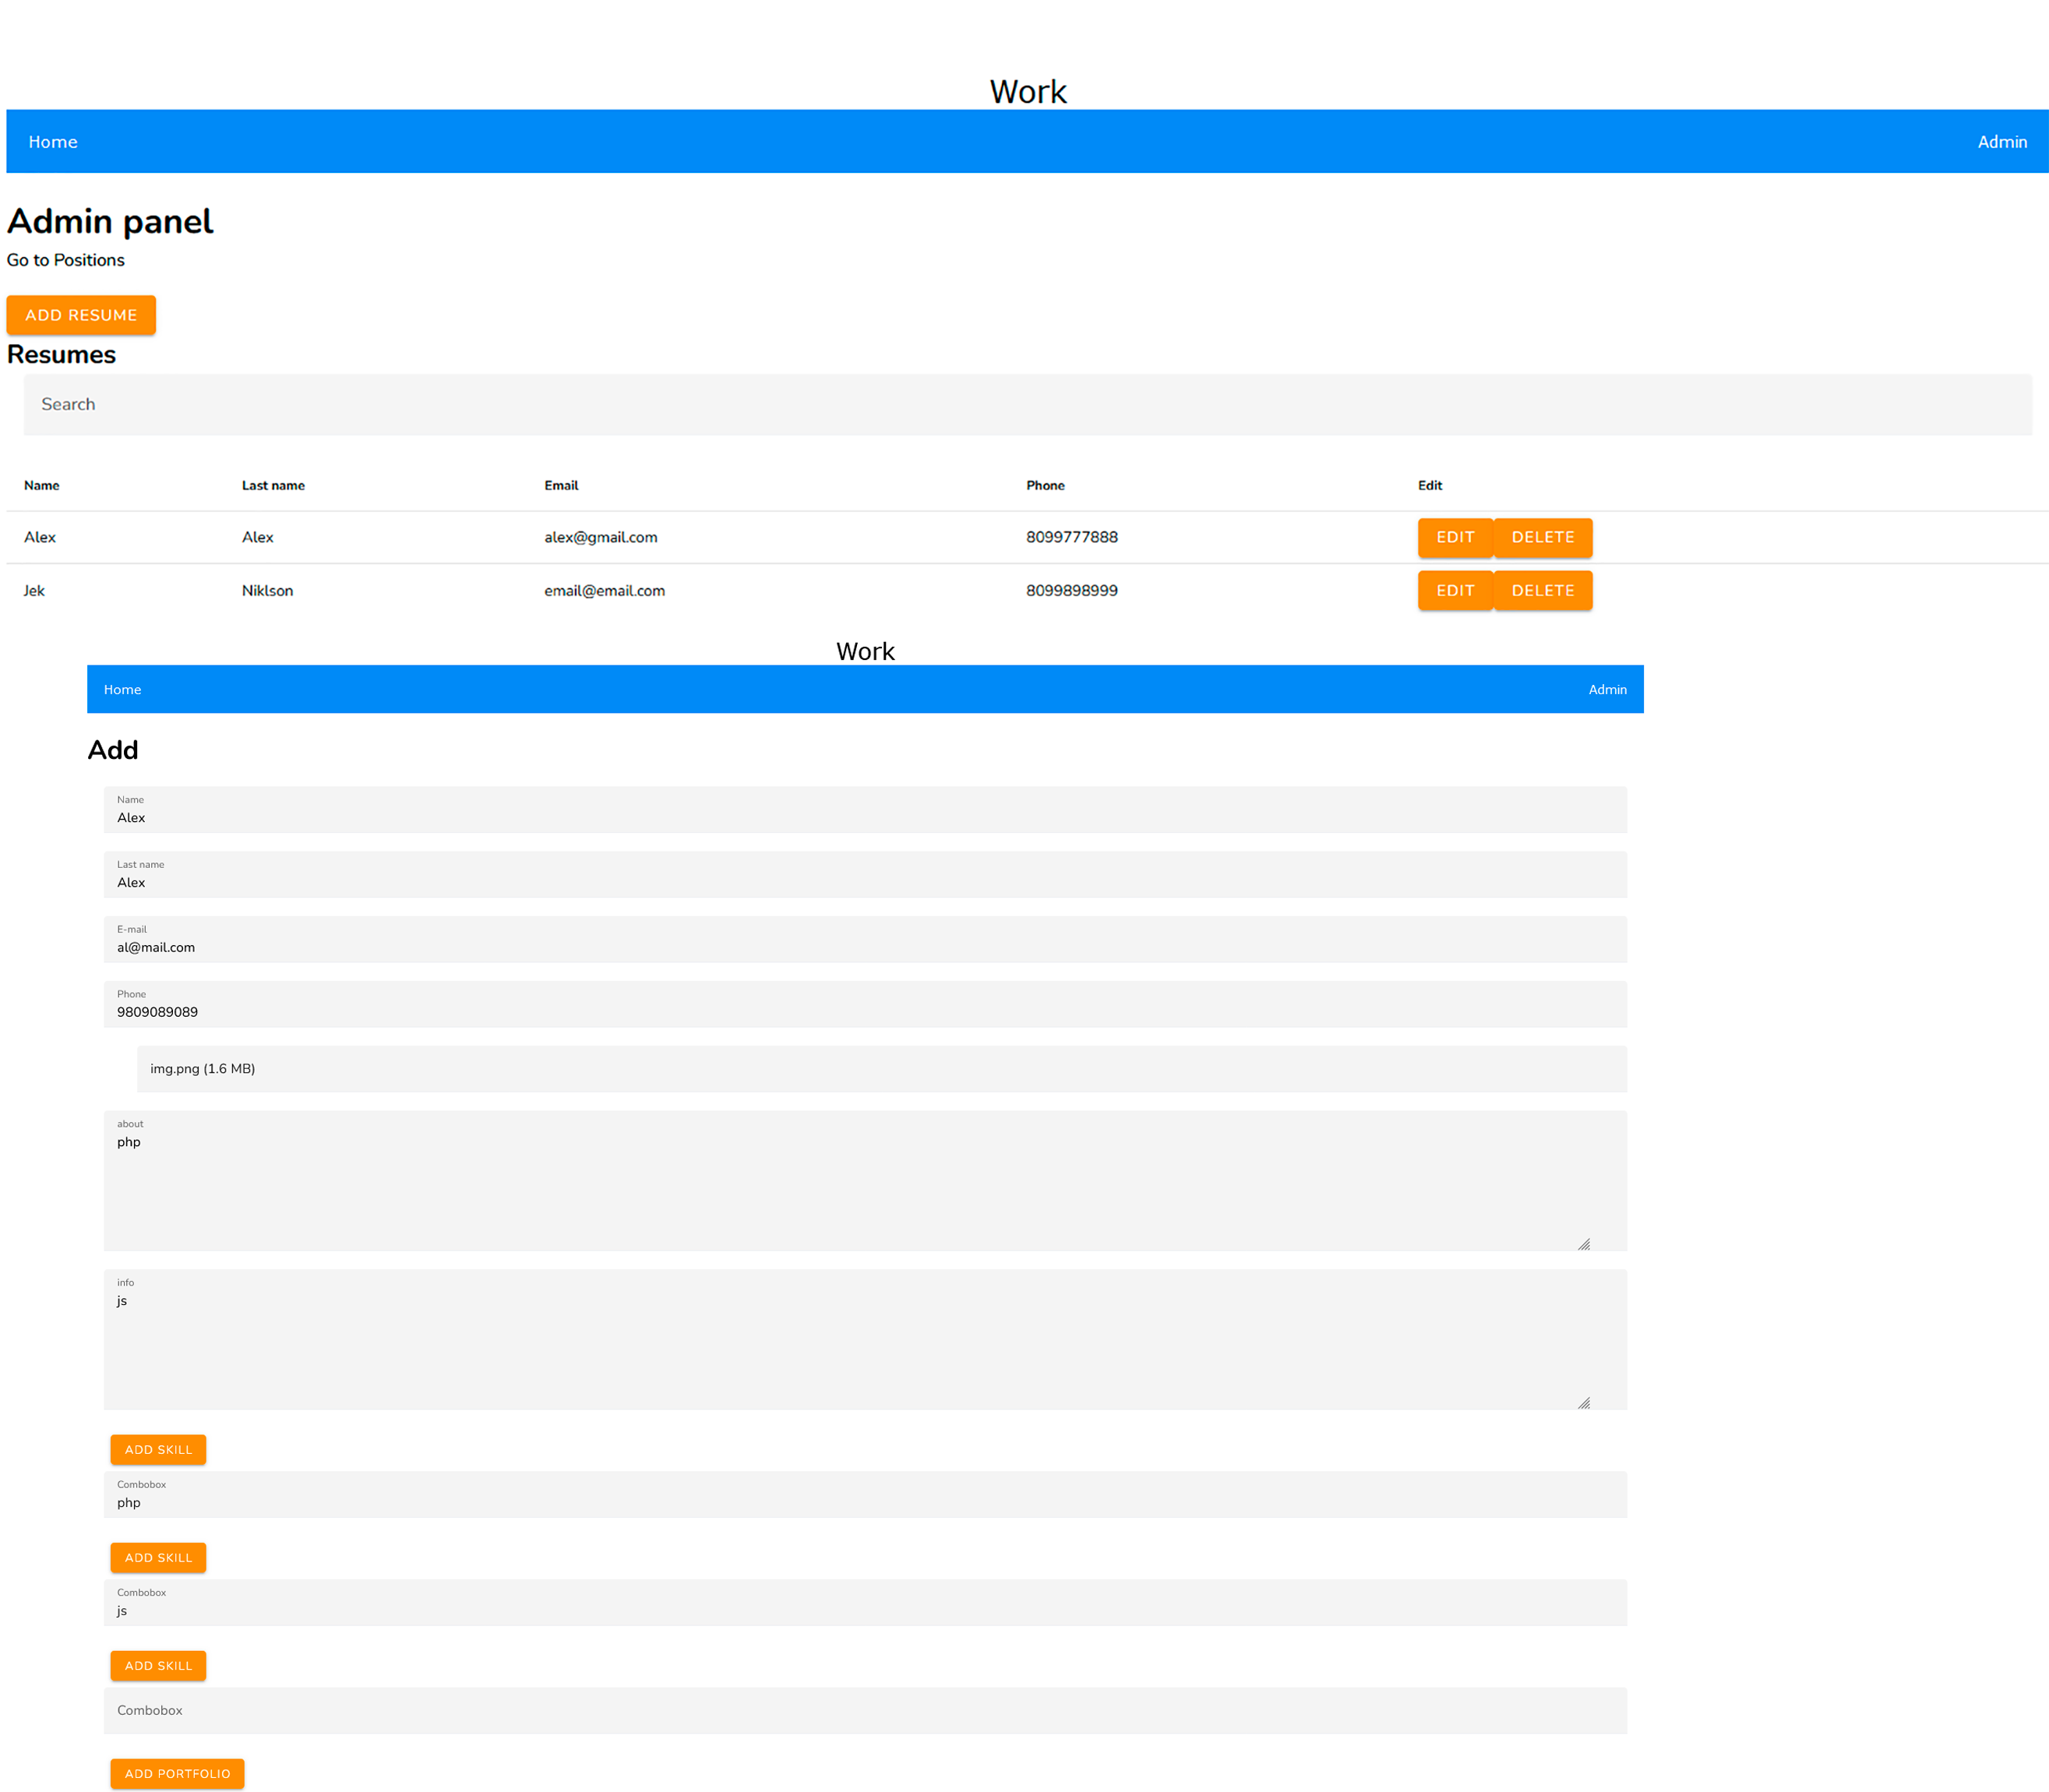 Work
Home Admin
Admin panel
Go to Positions
ADD RESUME
Resumes
Search
Name Last name Email Phone Edit
Alex Alex alex@gmail.com 8099777888 EDIT DELETE
Jek Niklson email@email.com 8099898999 EDIT DELETE
Work
Home Admin
Add
Name
Alex
Last name
Alex
E-mail
al@mail.com
Phone
9809089089
img.png (1.6 MB)
about
php
info
js
ADD SKILL
Combobox
php
ADD SKILL
Combobox
js
ADD SKILL
Combobox
ADD PORTFOLIO